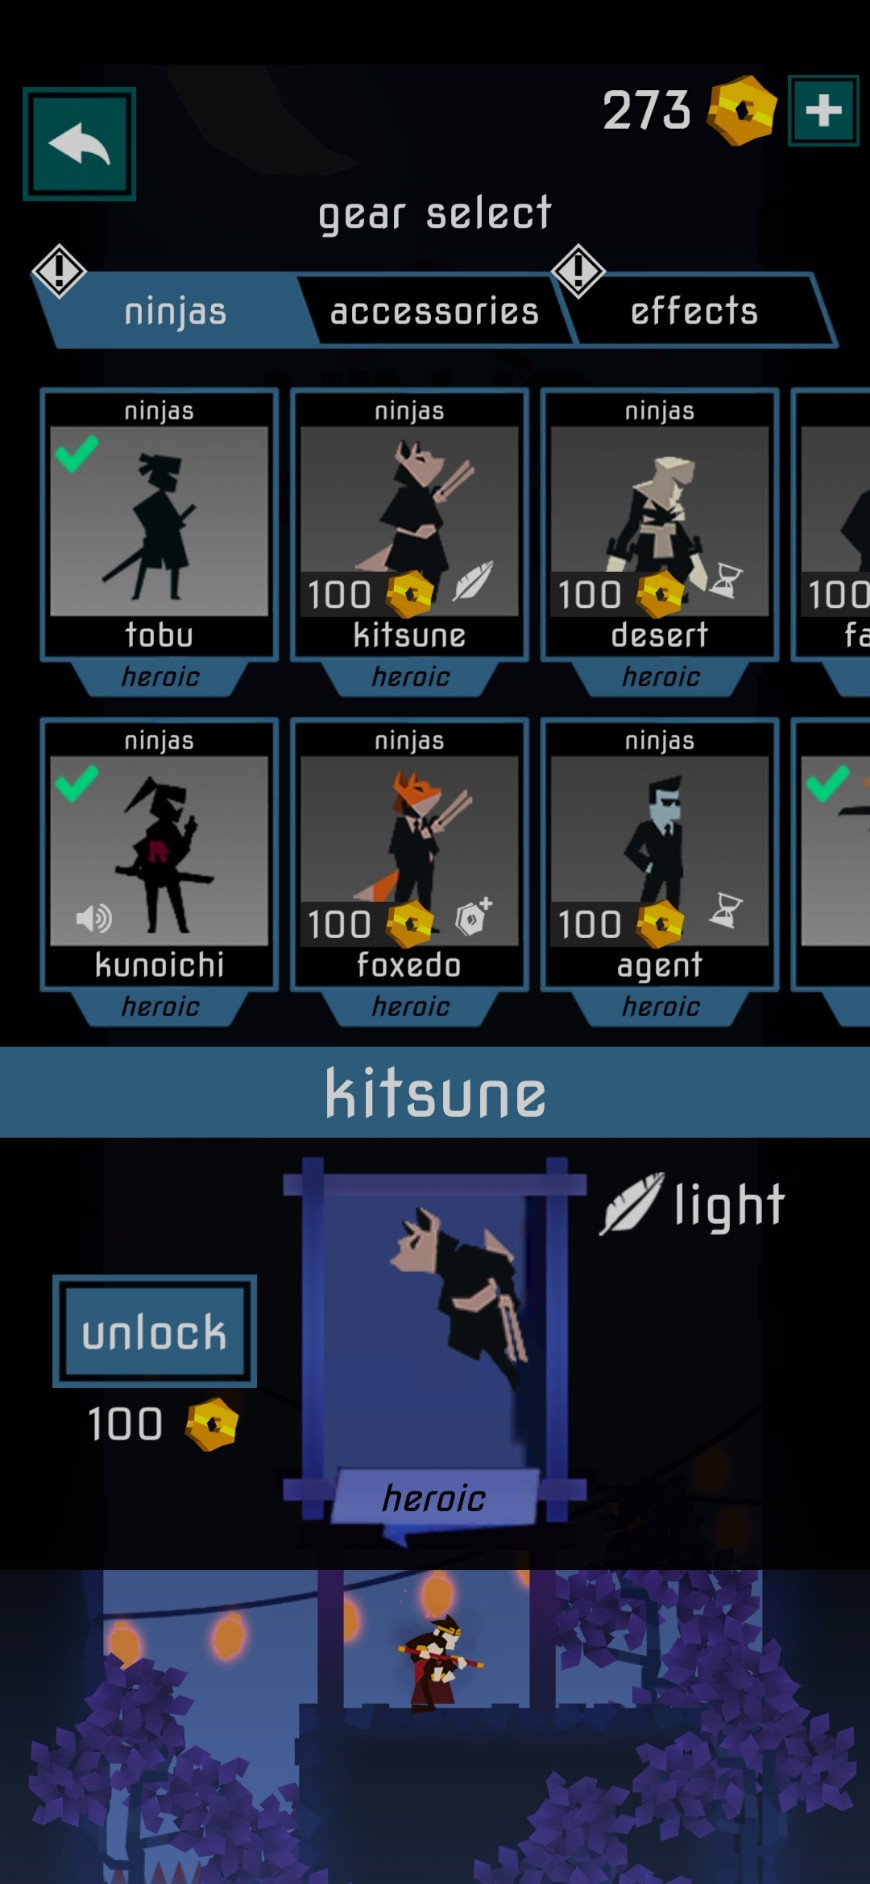 273
gear select
ninjas accessories effects
ninjas ninjas ninjas
100 100 100
tobu kitsune desert fa
heroic heroic heroic
ninjas ninjas ninjas
100 100
kunoichi foxedo agent
heroic heroic heroic
kitsune
light
unlock
100
heroic